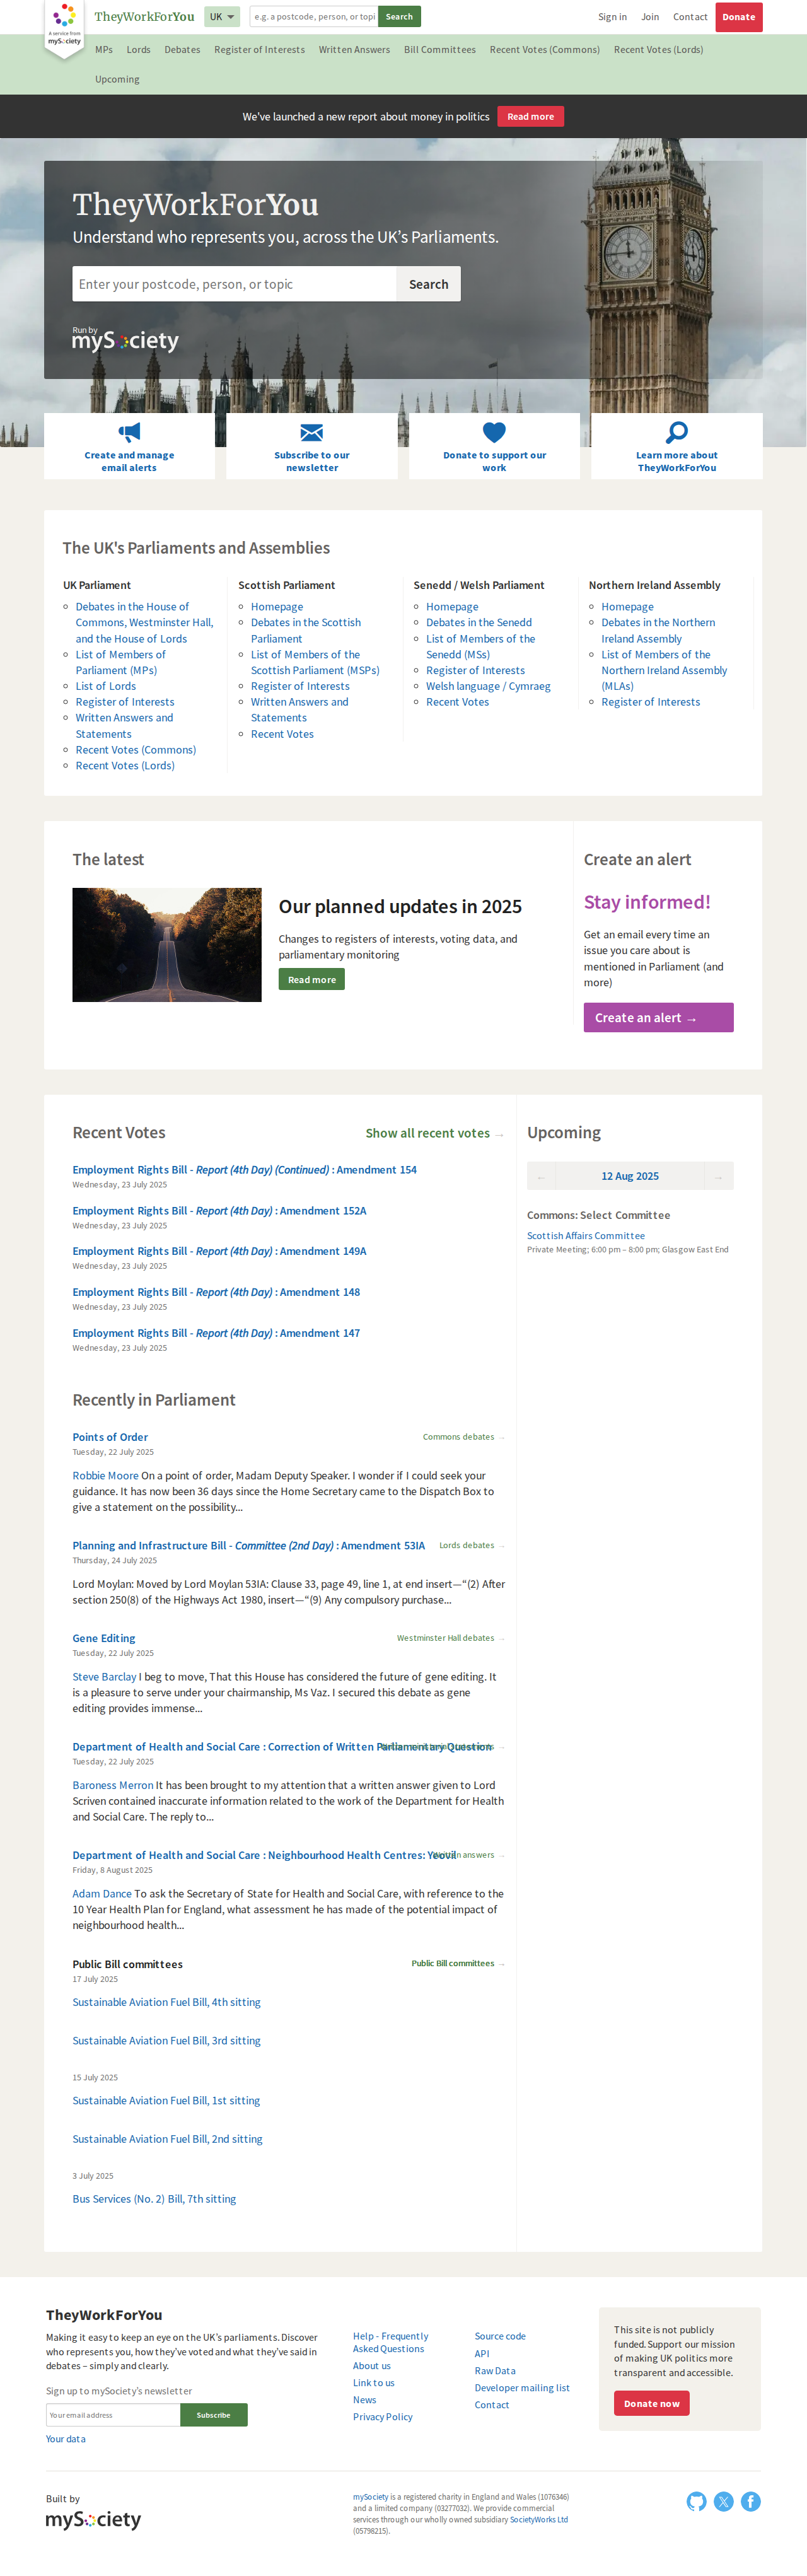 A service from
mySociety
TheyWorkForYou
UK
e.g. a postcode, person, or topi
Search
Sign in
Join
Contact
Donate
MPs
Lords
Debates
Register of Interests
Written Answers
Bill Committees
Recent Votes (Commons)
Recent Votes (Lords)
Upcoming
We've launched a new report about money in politics
Read more
TheyWorkForYou
Understand who represents you, across the UK's Parliaments.
Enter your postcode, person, or topic
Search
Run by
mySociety
Create and manage
email alerts
Subscribe to our
newsletter
Donate to support our
work
Learn more about
TheyWorkForYou
The UK's Parliaments and Assemblies
UK Parliament
Debates in the House of
Commons, Westminster Hall,
and the House of Lords
List of Members of
Parliament (MPs)
List of Lords
Register of Interests
Written Answers and
Statements
Recent Votes (Commons)
Recent Votes (Lords)
Scottish Parliament
Homepage
Debates in the Scottish
Parliament
List of Members of the
Scottish Parliament (MSPs)
Register of Interests
Written Answers and
Statements
Recent Votes
Senedd / Welsh Parliament
Homepage
Debates in the Senedd
List of Members of the
Senedd (MSs)
Register of Interests
Welsh language / Cymraeg
Recent Votes
Northern Ireland Assembly
Homepage
Debates in the Northern
Ireland Assembly
List of Members of the
Northern Ireland Assembly
(MLAs)
Register of Interests
The latest
Our planned updates in 2025
Changes to registers of interests, voting data, and
parliamentary monitoring
Read more
Create an alert
Stay informed!
Get an email every time an
issue you care about is
mentioned in Parliament (and
more)
Create an alert →
Recent Votes
Show all recent votes →
Employment Rights Bill - Report (4th Day) (Continued) : Amendment 154
Wednesday, 23 July 2025
Employment Rights Bill - Report (4th Day) : Amendment 152A
Wednesday, 23 July 2025
Employment Rights Bill - Report (4th Day) : Amendment 149A
Wednesday, 23 July 2025
Employment Rights Bill - Report (4th Day) : Amendment 148
Wednesday, 23 July 2025
Employment Rights Bill - Report (4th Day) : Amendment 147
Wednesday, 23 July 2025
Upcoming
← 12 Aug 2025 →
Commons: Select Committee
Scottish Affairs Committee
Private Meeting; 6:00 pm – 8:00 pm; Glasgow East End
Recently in Parliament
Points of Order
Commons debates →
Tuesday, 22 July 2025
Robbie Moore On a point of order, Madam Deputy Speaker. I wonder if I could seek your
guidance. It has now been 36 days since the Home Secretary came to the Dispatch Box to
give a statement on the possibility...
Planning and Infrastructure Bill - Committee (2nd Day) : Amendment 53IA
Lords debates →
Thursday, 24 July 2025
Lord Moylan: Moved by Lord Moylan 53IA: Clause 33, page 49, line 1, at end insert—“(2) After
section 250(8) of the Highways Act 1980, insert—“(9) Any compulsory purchase...
Gene Editing
Westminster Hall debates →
Tuesday, 22 July 2025
Steve Barclay I beg to move, That this House has considered the future of gene editing. It
is a pleasure to serve under your chairmanship, Ms Vaz. I secured this debate as gene
editing provides immense...
Department of Health and Social Care : Correction of Written Parliamentary Question
Tuesday, 22 July 2025
Baroness Merron It has been brought to my attention that a written answer given to Lord
Scriven contained inaccurate information related to the work of the Department for Health
and Social Care. The reply to...
Department of Health and Social Care : Neighbourhood Health Centres: Yeovil
Written answers →
Friday, 8 August 2025
Adam Dance To ask the Secretary of State for Health and Social Care, with reference to the
10 Year Health Plan for England, what assessment he has made of the potential impact of
neighbourhood health...
Public Bill committees
Public Bill committees →
17 July 2025
Sustainable Aviation Fuel Bill, 4th sitting
Sustainable Aviation Fuel Bill, 3rd sitting
15 July 2025
Sustainable Aviation Fuel Bill, 1st sitting
Sustainable Aviation Fuel Bill, 2nd sitting
3 July 2025
Bus Services (No. 2) Bill, 7th sitting
TheyWorkForYou
Making it easy to keep an eye on the UK's parliaments. Discover
who represents you, how they've voted and what they've said in
debates – simply and clearly.
Sign up to mySociety's newsletter
Your email address
Subscribe
Your data
Help - Frequently
Asked Questions
About us
Link to us
News
Privacy Policy
Source code
API
Raw Data
Developer mailing list
Contact
This site is not publicly
funded. Support our mission
of making UK politics more
transparent and accessible.
Donate now
Built by
mySociety
mySociety is a registered charity in England and Wales (1076346)
and a limited company (03277032). We provide commercial
services through our wholly owned subsidiary SocietyWorks Ltd
(05798215).